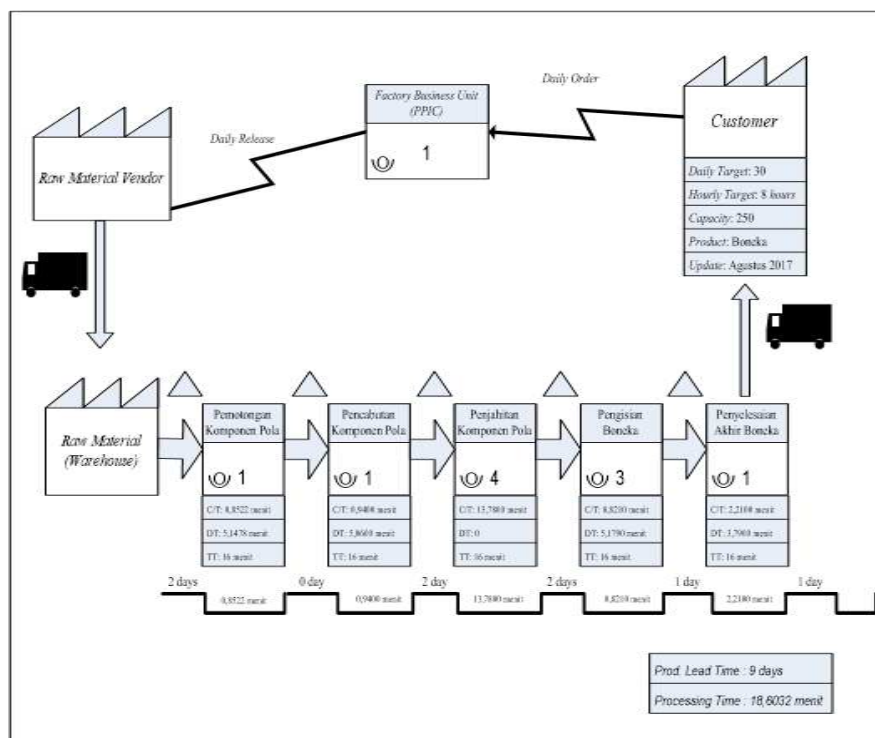 Factory Business Unit
(PPIC)
1
Daily Order
Daily Release
Raw Material Vendor
Customer
Daily Target: 30
Hourly Target: 8 hours
Capacity: 250
Product: Boneka
Update: Agustus 2017
Raw Material
(Warehouse)
Pemotongan
Komponen Pola
1
C/T: 0,8522 menit
DT: 5,1478 menit
TT: 16 menit
Pencabutan
Komponen Pola
1
C/T: 0,9400 menit
DT: 5,0600 menit
TT: 16 menit
Penjahitan
Komponen Pola
4
C/T: 13,7800 menit
DT: 0
TT: 16 menit
Pengisian
Boneka
3
C/T: 0,8210 menit
DT: 5,1790 menit
TT: 16 menit
Penyelesaian
Akhir Boneka
1
C/T: 2,2100 menit
DT: 3,7900 menit
TT: 16 menit
2 days
0 day
2 day
2 days
1 day
1 day
0,8522 menit
0,9400 menit
13,7800 menit
0,8210 menit
2,2100 menit
Prod. Lead Time : 9 days
Processing Time : 18,6032 menit